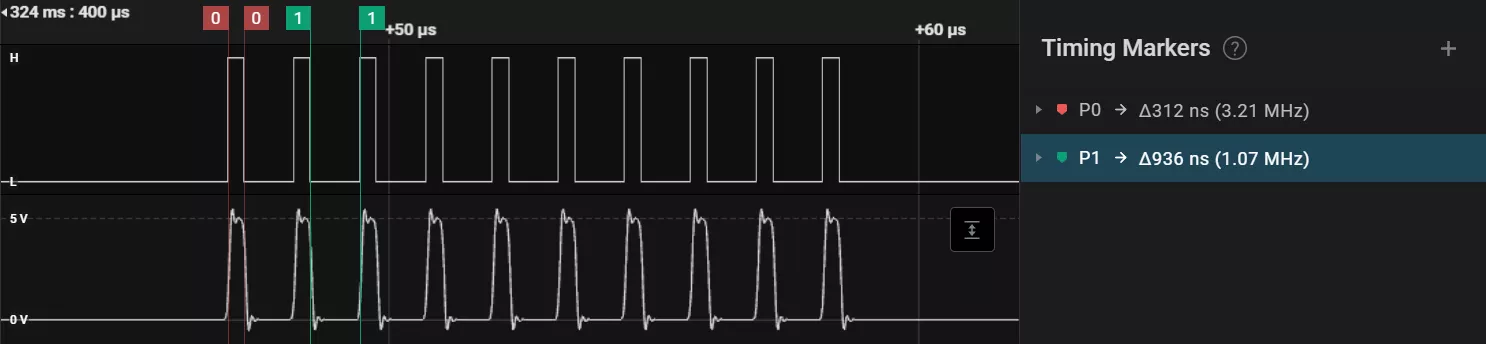 324 ms : 400 µs
0 0 1 1
+50 µs
+60 µs
H
L
5 V
0 V
Timing Markers ?
P0 → Δ312 ns (3.21 MHz)
P1 → Δ936 ns (1.07 MHz)